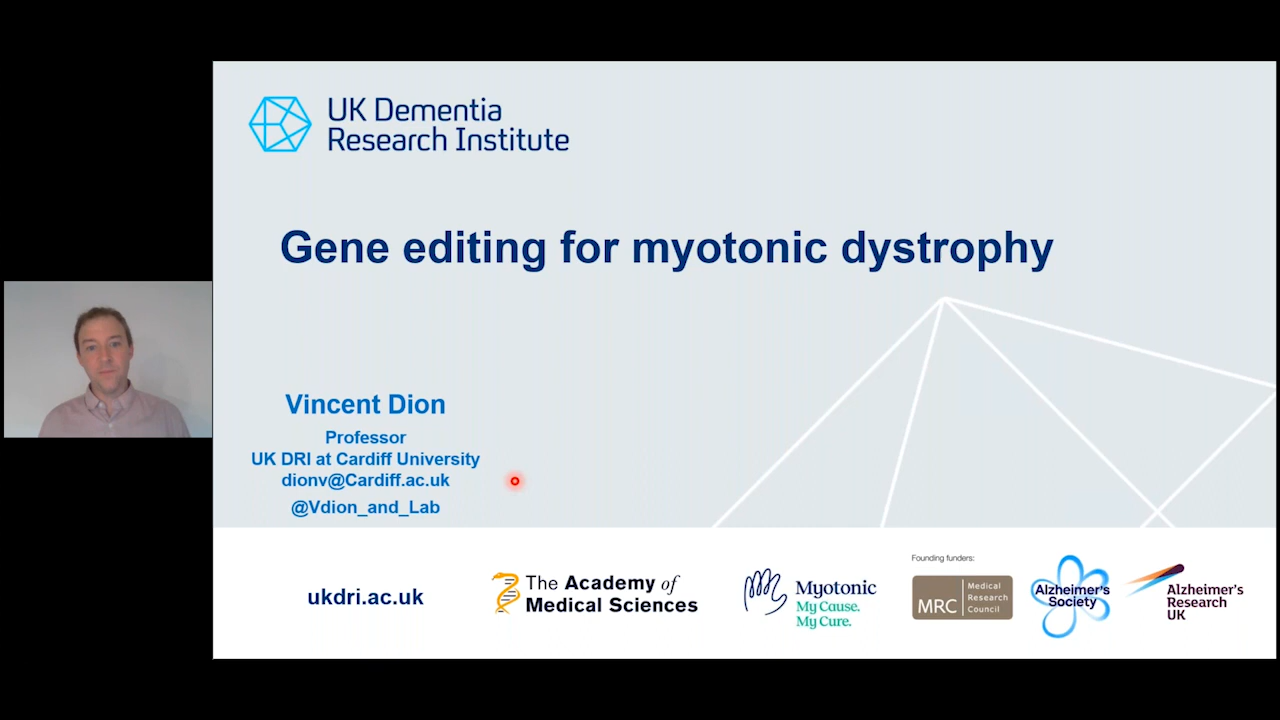 UK Dementia
Research Institute
Gene editing for myotonic dystrophy
Vincent Dion
Professor
UK DRI at Cardiff University
dionv@Cardiff.ac.uk
@Vdion_and_Lab
ukdri.ac.uk
The Academy of
Medical Sciences
Myotonic
My Cause.
My Cure.
Founding funders:
MRC
Medical
Research
Council
Alzheimer's
Society
Alzheimer's
Research
UK